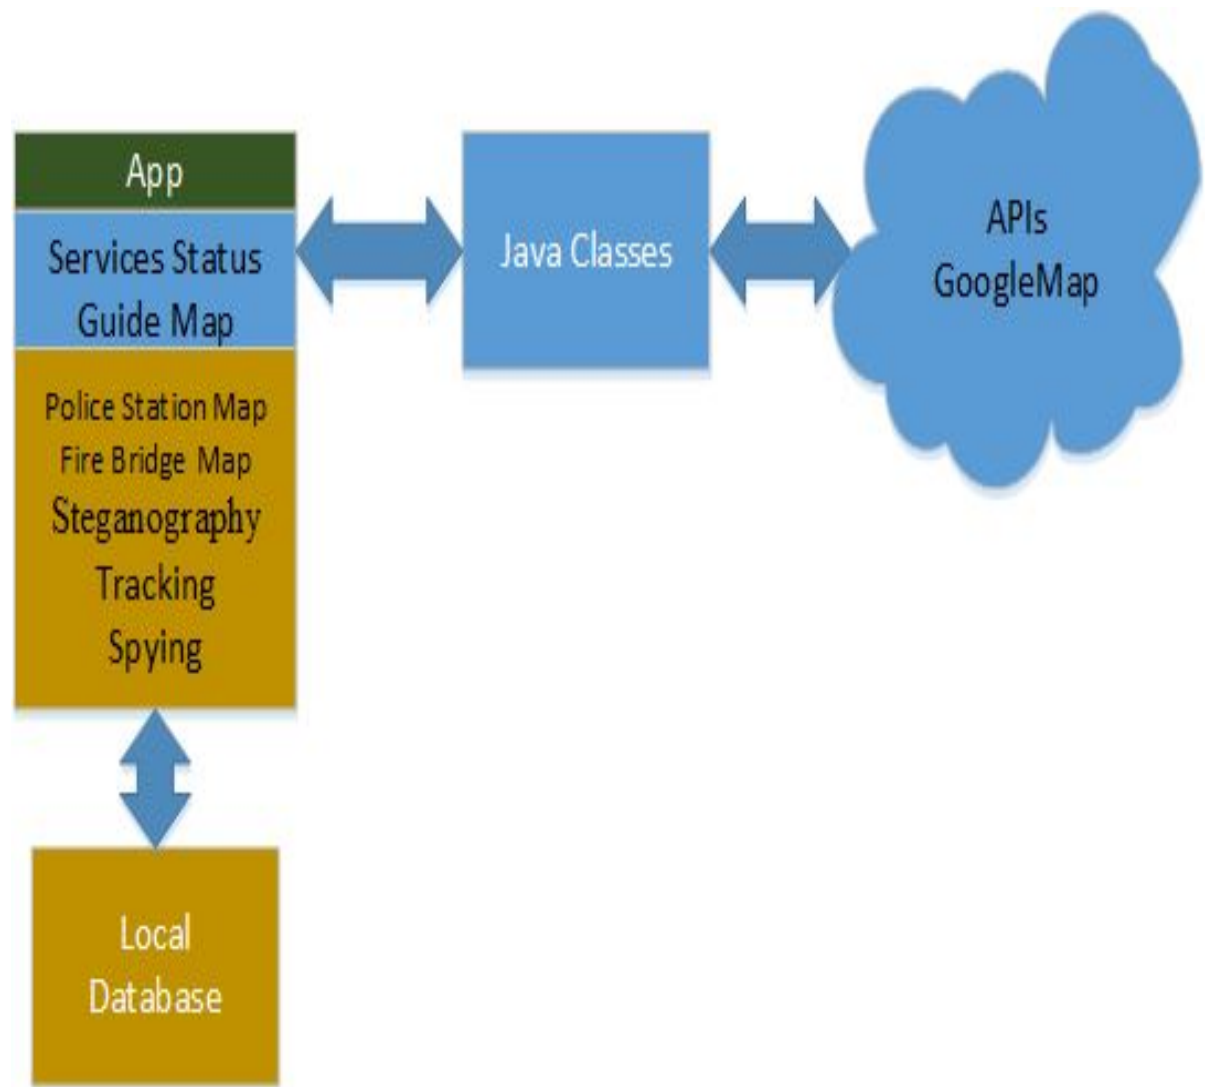 App
Services Status
Guide Map
Police Station Map
Fire Bridge Map
Steganography
Tracking
Spying
Local
Database
Java Classes
APIs
GoogleMap